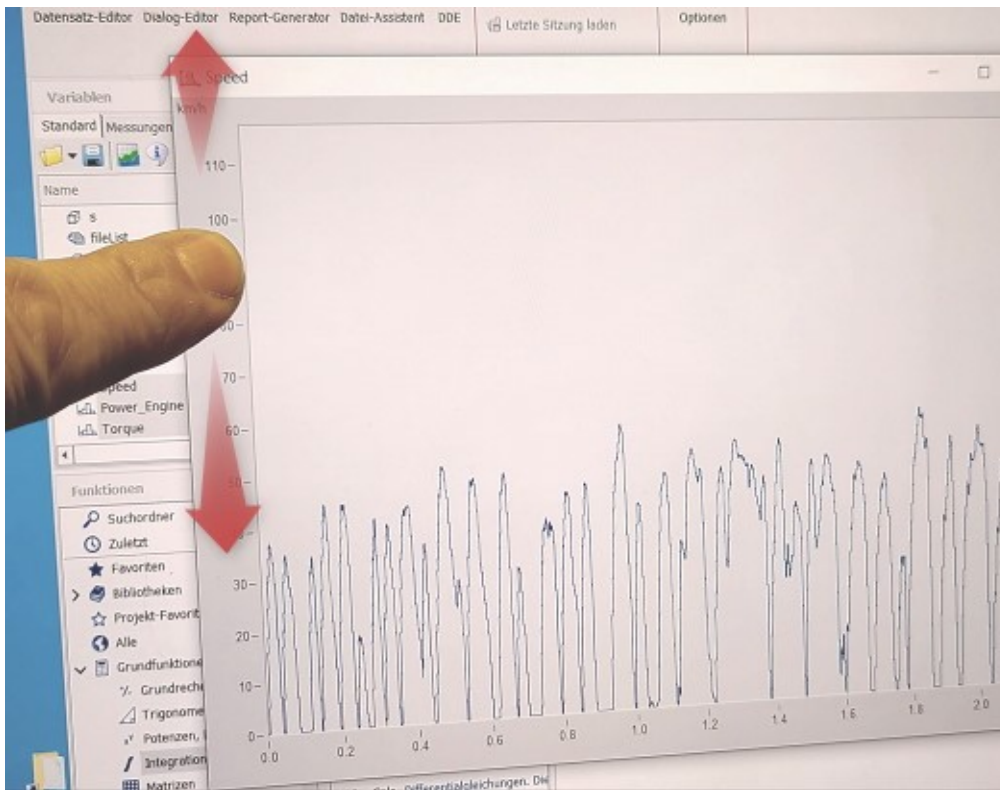 Datensatz-Editor Dialog-Editor Report-Generator Datei-Assistent DDE
Letzte Sitzung laden
Optionen
Speed
km/h
Variablen
Standard Messungen
Name
s
fileList
Speed
Power_Engine
Torque
Funktionen
Suchordner
Zuletzt
Favoriten
Bibliotheken
Projekt-Favorit
Alle
Grundfunktione
Grundreche
Trigonome
Potenzen,
Integration
Matrizen
110
100
70
60
30
20
10
0
0.0 0.2 0.4 0.6 0.8 1.0 1.2 1.4 1.6 1.8 2.0
Differentialgleichungen. Die